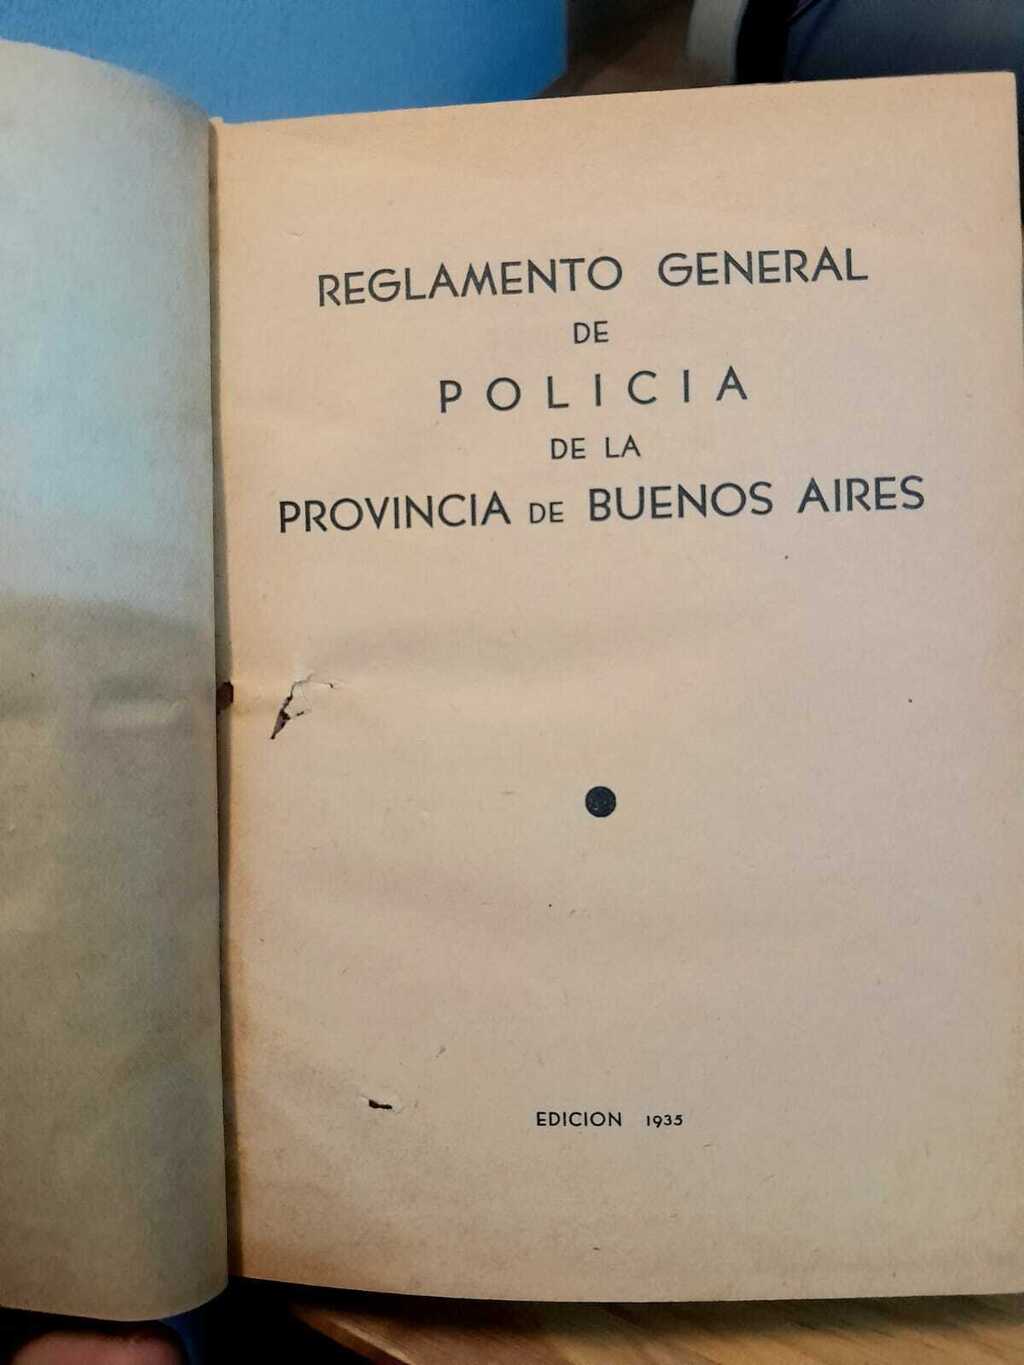 REGLAMENTO GENERAL
DE
POLICIA
DE LA
PROVINCIA DE BUENOS AIRES
EDICION 1935